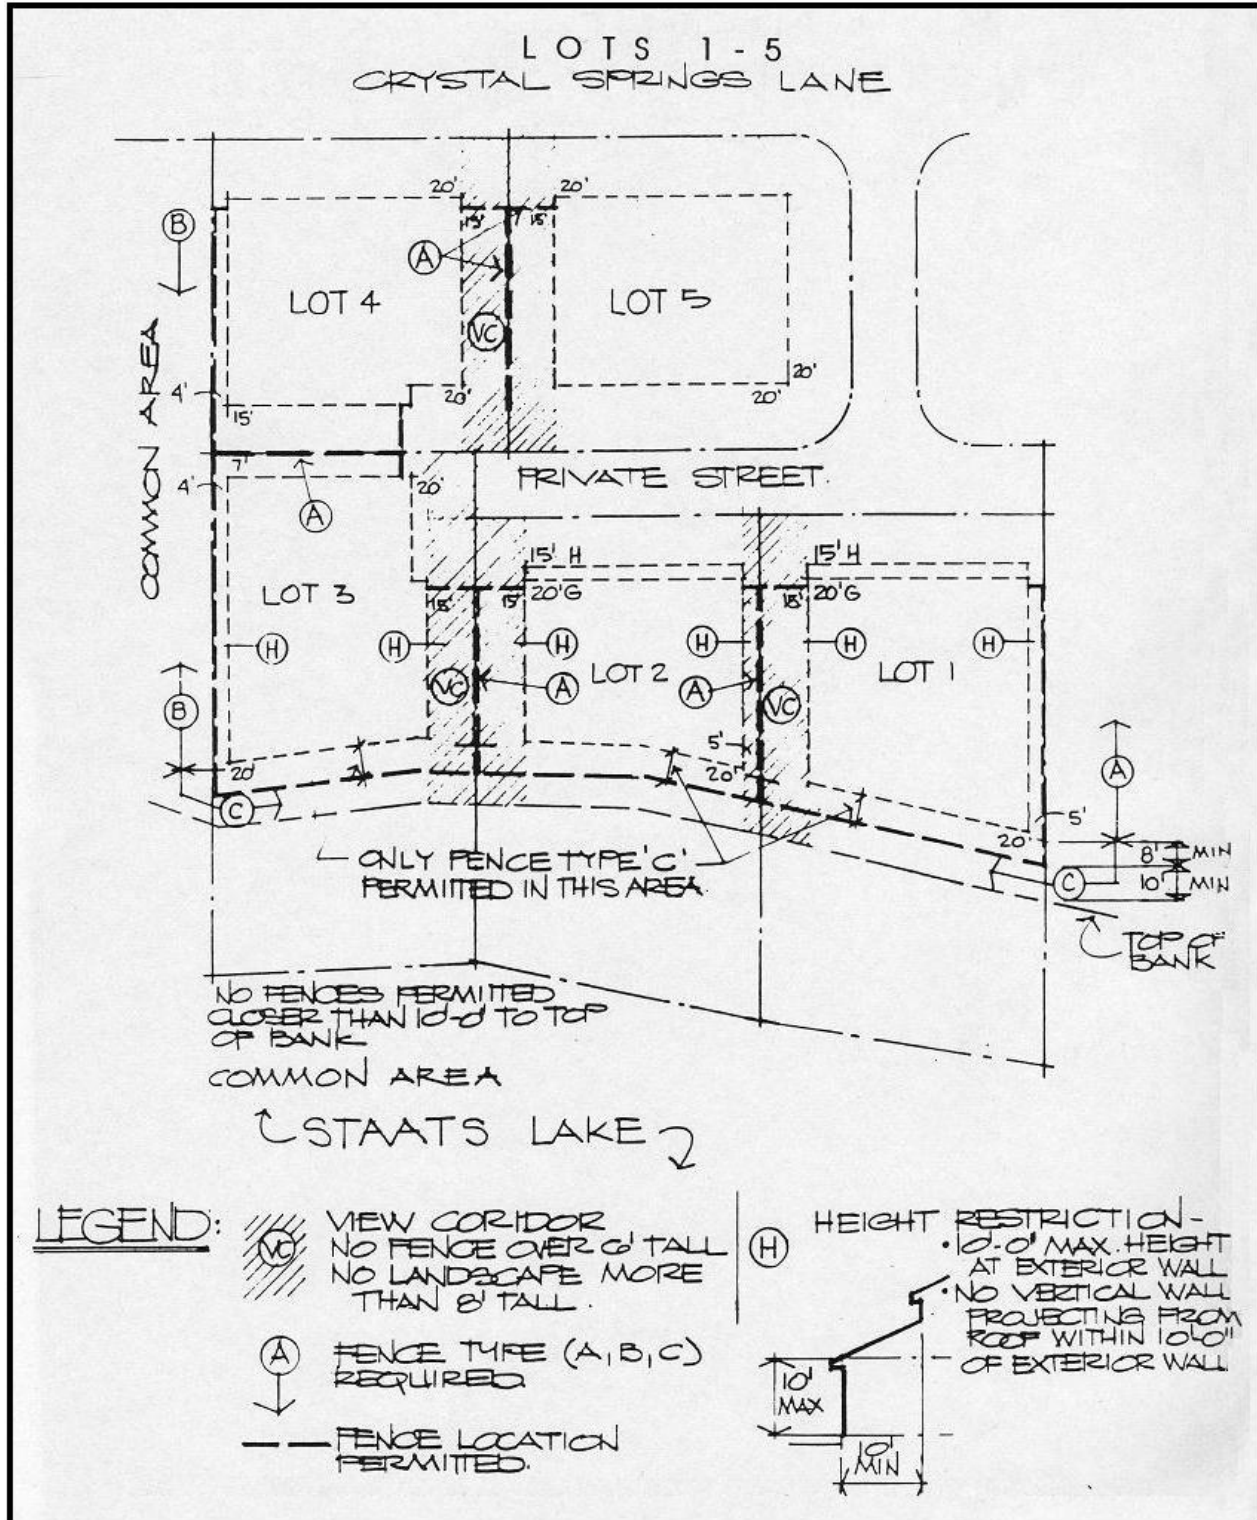 LOTS 1-5
CRYSTAL SPRINGS LANE
20'
20'
B
15'
15'
A
LOT 4
LOT 5
VC
COMMON AREA
4'
15'
20'
20'
20'
7'
4'
20'
PRIVATE STREET.
A
15' H
15' H
LOT 3
15'
15'
20'G
15'
20'G
H
H
H
H
H
H
VC
A
LOT 2
A
VC
LOT 1
B
5'
A
20'
20'
5'
20'
C
8' MIN
10' MIN
C
ONLY FENCE TYPE 'C'
PERMITTED IN THIS AREA
TOP OF
BANK
NO FENCES PERMITTED
CLOSER THAN 10'-0" TO TOP
OF BANK
COMMON AREA
STAATS LAKE
LEGEND:
VC
VIEW CORIDOR
NO FENCE OVER 6' TALL
NO LANDSCAPE MORE
THAN 8' TALL.
A
FENCE TYPE (A, B, C)
REQUIRED.
FENCE LOCATION
PERMITTED.
H
HEIGHT RESTRICTION-
• 10'-0" MAX. HEIGHT
AT EXTERIOR WALL
• NO VERTICAL WALL
PROJECTING FROM
ROOF WITHIN 10'-0"
OF EXTERIOR WALL
10'
MAX
10'
MIN